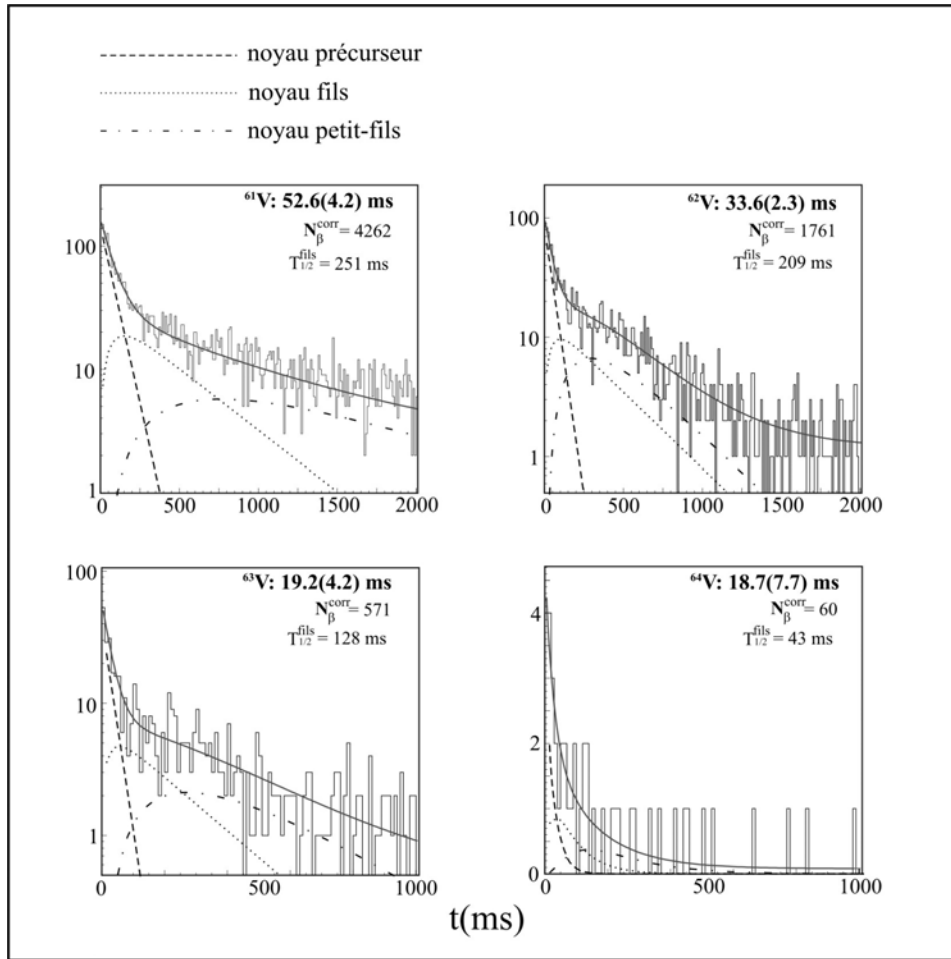 noyau précurseur
noyau fils
noyau petit-fils
⁶¹V: 52.6(4.2) ms
N_β^corr = 4262
T_1/2^fils = 251 ms
100
10
1
0 500 1000 1500 2000
⁶²V: 33.6(2.3) ms
N_β^corr = 1761
T_1/2^fils = 209 ms
100
10
1
0 500 1000 1500 2000
⁶³V: 19.2(4.2) ms
N_β^corr = 571
T_1/2^fils = 128 ms
100
10
1
0 500 1000
⁶⁴V: 18.7(7.7) ms
N_β^corr = 60
T_1/2^fils = 43 ms
4
2
0
0 500 1000
t(ms)